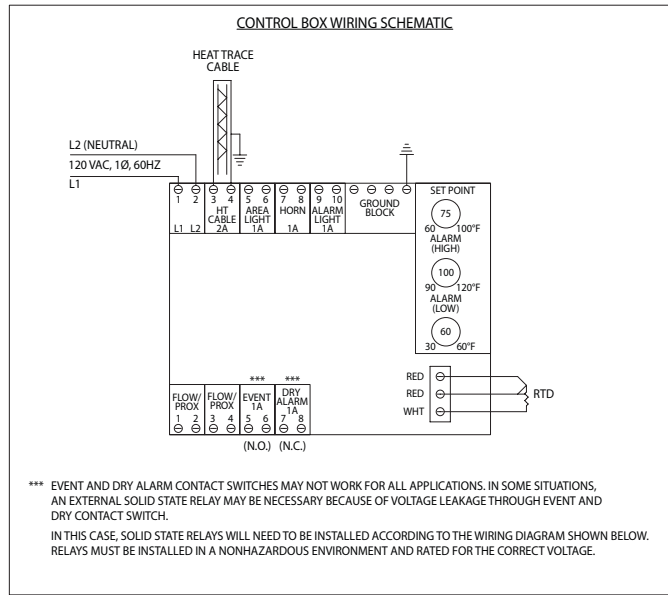 CONTROL BOX WIRING SCHEMATIC
HEAT TRACE
CABLE
L2 (NEUTRAL)
120 VAC, 1Ø, 60HZ
L1
1 2 3 4 5 6 7 8 9 10
HT
CABLE
2A
AREA
LIGHT
1A
HORN
1A
ALARM
LIGHT
1A
GROUND
BLOCK
L1 L2
SET POINT
75
60 100°F
ALARM
(HIGH)
100
90 120°F
ALARM
(LOW)
60
30 60°F
RED
RED
WHT
RTD
*** ***
FLOW/
PROX
1 2
FLOW/
PROX
3 4
EVENT
1A
5 6
DRY
ALARM
1A
7 8
(N.O.) (N.C.)
*** EVENT AND DRY ALARM CONTACT SWITCHES MAY NOT WORK FOR ALL APPLICATIONS. IN SOME SITUATIONS,
AN EXTERNAL SOLID STATE RELAY MAY BE NECESSARY BECAUSE OF VOLTAGE LEAKAGE THROUGH EVENT AND
DRY CONTACT SWITCH.
IN THIS CASE, SOLID STATE RELAYS WILL NEED TO BE INSTALLED ACCORDING TO THE WIRING DIAGRAM SHOWN BELOW.
RELAYS MUST BE INSTALLED IN A NONHAZARDOUS ENVIRONMENT AND RATED FOR THE CORRECT VOLTAGE.